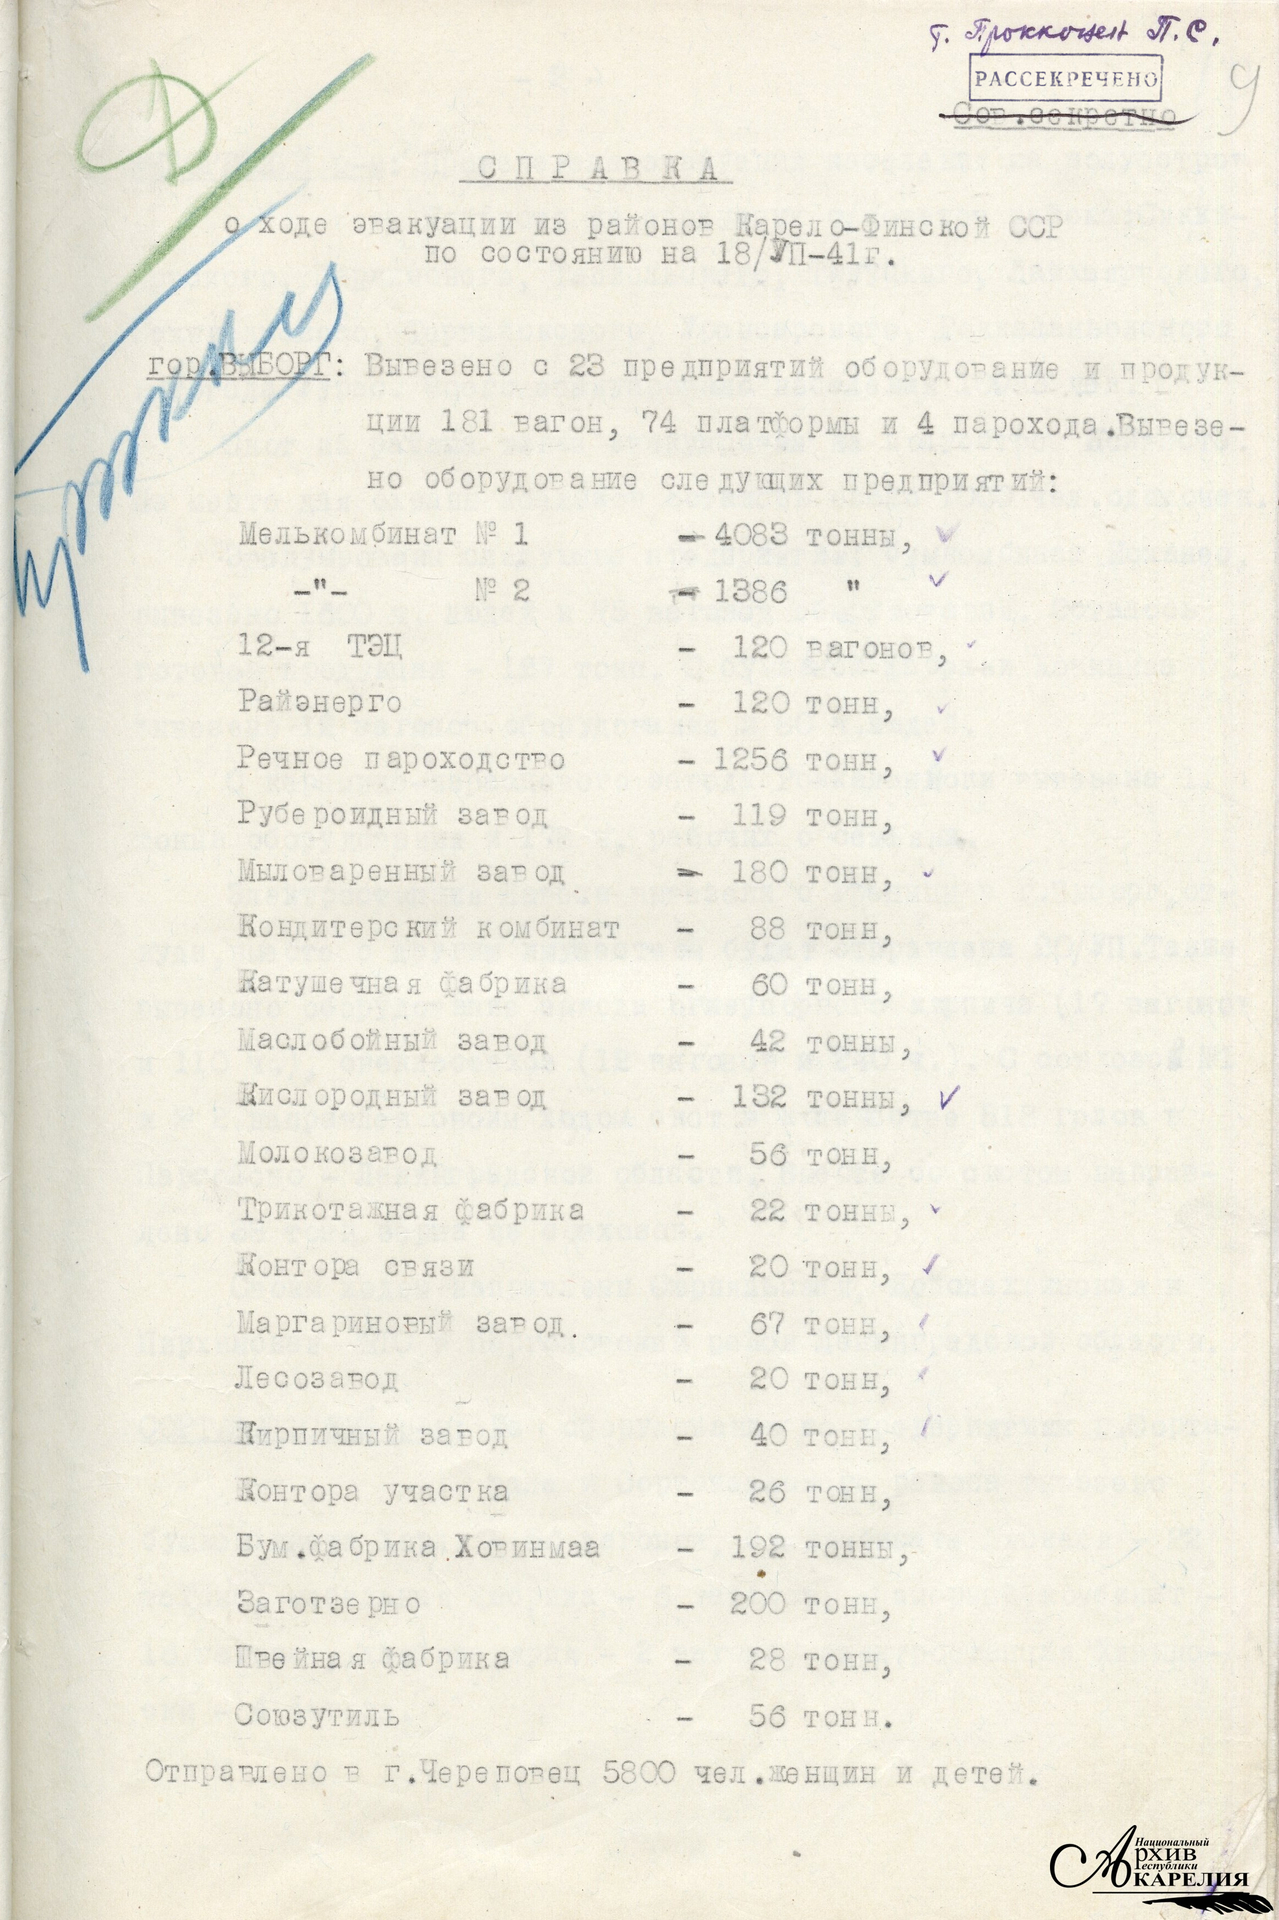 т. Прокконен П.С.
РАССЕКРЕЧЕНО
9
Сов.секретно
СПРАВКА
о ходе эвакуации из районов Карело-Финской ССР
по состоянию на 18/УП-41г.
гор.ВЫБОРГ: Вывезено с 23 предприятий оборудование и продук-
ции 181 вагон, 74 платформы и 4 парохода.Вывезе-
но оборудование следующих предприятий:
Мелькомбинат № 1 - 4083 тонны,
-"- № 2 - 1386 "
12-я ТЭЦ - 120 вагонов,
Райэнерго - 120 тонн,
Речное пароходство - 1256 тонн,
Рубероидный завод - 119 тонн,
Мыловаренный завод - 180 тонн,
Кондитерский комбинат - 88 тонн,
Катушечная фабрика - 60 тонн,
Маслобойный завод - 42 тонны,
Кислородный завод - 132 тонны,
Молокозавод - 56 тонн,
Трикотажная фабрика - 22 тонны,
Контора связи - 20 тонн,
Маргариновый завод. - 67 тонн,
Лесозавод - 20 тонн,
Кирпичный завод - 40 тонн,
Контора участка - 26 тонн,
Бум.фабрика Ховинмаа - 192 тонны,
Заготзерно - 200 тонн,
Швейная фабрика - 28 тонн,
Союзутиль - 56 тонн.
Отправлено в г.Череповец 5800 чел.женщин и детей.
Национальный
АРХИВ
Республики
КАРЕЛИЯ